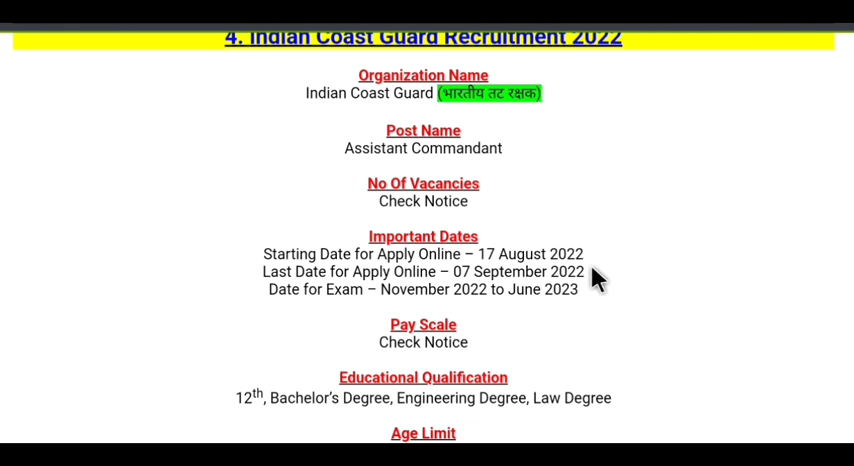 4. Indian Coast Guard Recruitment 2022
Organization Name
Indian Coast Guard (भारतीय तट रक्षक)
Post Name
Assistant Commandant
No Of Vacancies
Check Notice
Important Dates
Starting Date for Apply Online – 17 August 2022
Last Date for Apply Online – 07 September 2022
Date for Exam – November 2022 to June 2023
Pay Scale
Check Notice
Educational Qualification
12th, Bachelor’s Degree, Engineering Degree, Law Degree
Age Limit